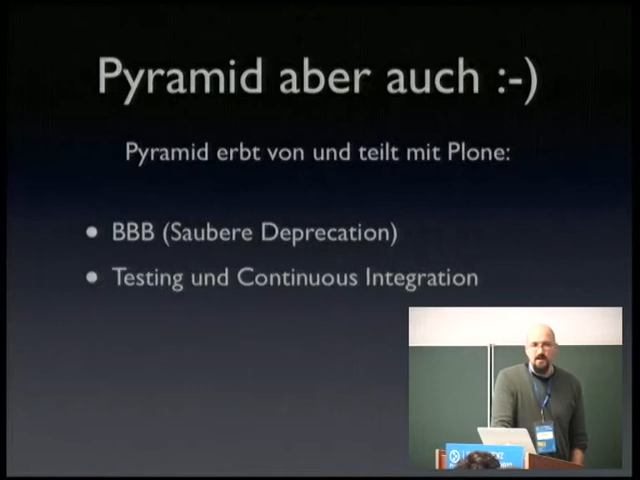 Pyramid aber auch :-)
Pyramid erbt von und teilt mit Plone:
• BBB (Saubere Deprecation)
• Testing und Continuous Integration